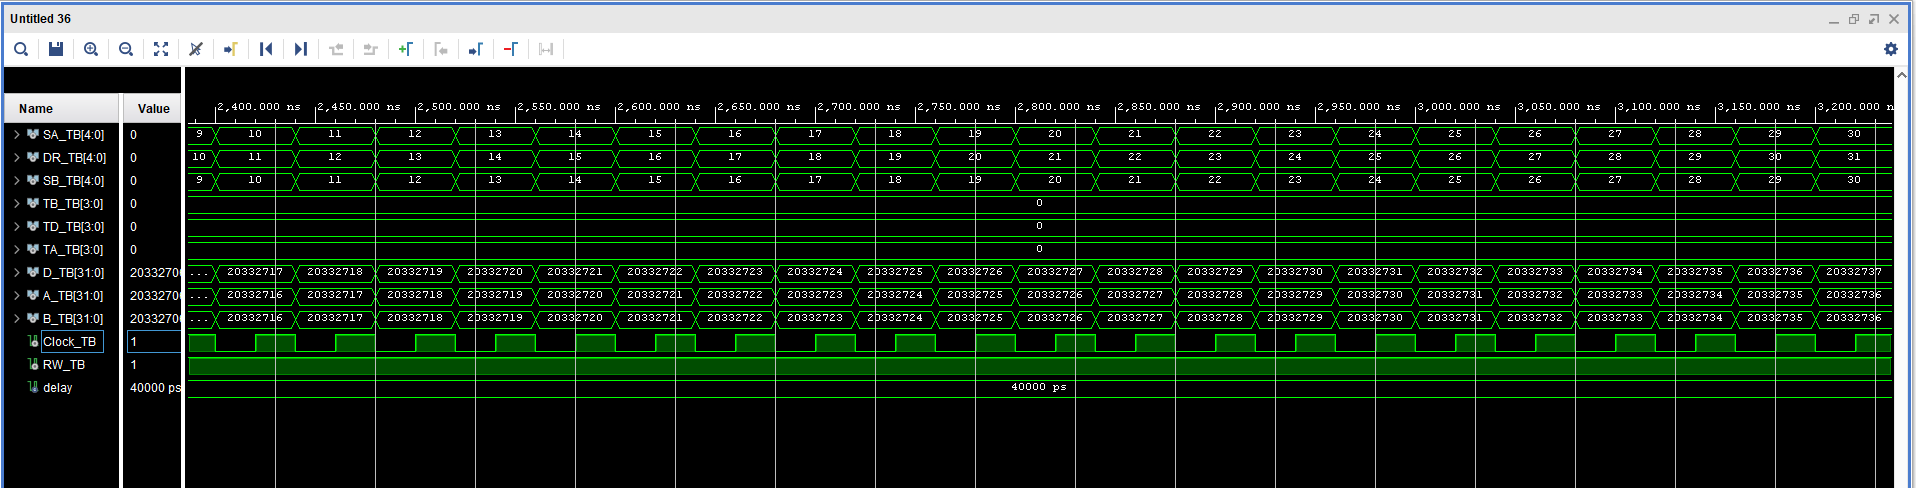 Untitled 36
Name Value
2,400.000 ns 2,450.000 ns 2,500.000 ns 2,550.000 ns 2,600.000 ns 2,650.000 ns 2,700.000 ns 2,750.000 ns 2,800.000 ns 2,850.000 ns 2,900.000 ns 2,950.000 ns 3,000.000 ns 3,050.000 ns 3,100.000 ns 3,150.000 ns 3,200.000 n
SA_TB[4:0] 0 9 10 11 12 13 14 15 16 17 18 19 20 21 22 23 24 25 26 27 28 29 30
DR_TB[4:0] 0 10 11 12 13 14 15 16 17 18 19 20 21 22 23 24 25 26 27 28 29 30 31
SB_TB[4:0] 0 9 10 11 12 13 14 15 16 17 18 19 20 21 22 23 24 25 26 27 28 29 30
TB_TB[3:0] 0 0
TD_TB[3:0] 0 0
TA_TB[3:0] 0 0
D_TB[31:0] 20332700 ... 20332717 20332718 20332719 20332720 20332721 20332722 20332723 20332724 20332725 20332726 20332727 20332728 20332729 20332730 20332731 20332732 20332733 20332734 20332735 20332736 20332737
A_TB[31:0] 20332700 ... 20332716 20332717 20332718 20332719 20332720 20332721 20332722 20332723 20332724 20332725 20332726 20332727 20332728 20332729 20332730 20332731 20332732 20332733 20332734 20332735 20332736
B_TB[31:0] 20332700 ... 20332716 20332717 20332718 20332719 20332720 20332721 20332722 20332723 20332724 20332725 20332726 20332727 20332728 20332729 20332730 20332731 20332732 20332733 20332734 20332735 20332736
Clock_TB 1
RW_TB 1
delay 40000 ps 40000 ps